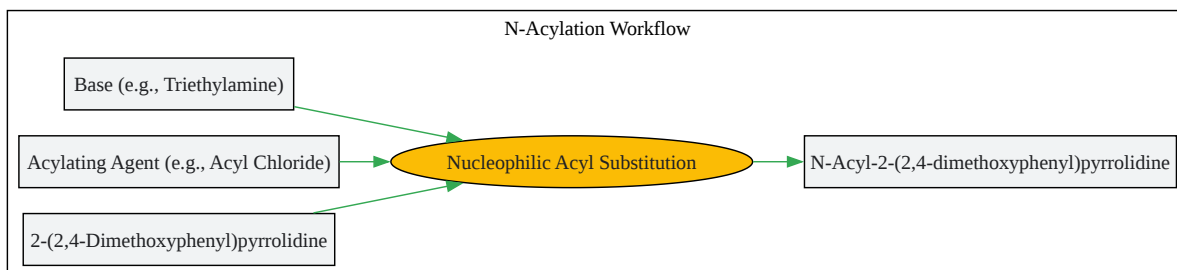 N-Acylation Workflow
Base (e.g., Triethylamine)
Acylating Agent (e.g., Acyl Chloride)
Nucleophilic Acyl Substitution
N-Acyl-2-(2,4-dimethoxyphenyl)pyrrolidine
2-(2,4-Dimethoxyphenyl)pyrrolidine